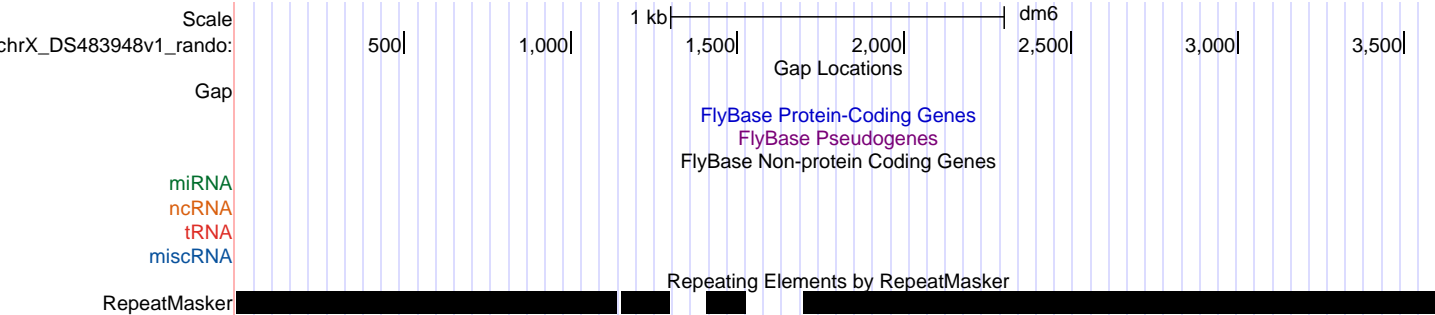 Scale 1 kb dm6
chrX_DS483948v1_rando: 500 1,000 1,500 2,000 2,500 3,000 3,500
Gap Locations
Gap
FlyBase Protein-Coding Genes
FlyBase Pseudogenes
FlyBase Non-protein Coding Genes
miRNA
ncRNA
tRNA
miscRNA
Repeating Elements by RepeatMasker
RepeatMasker